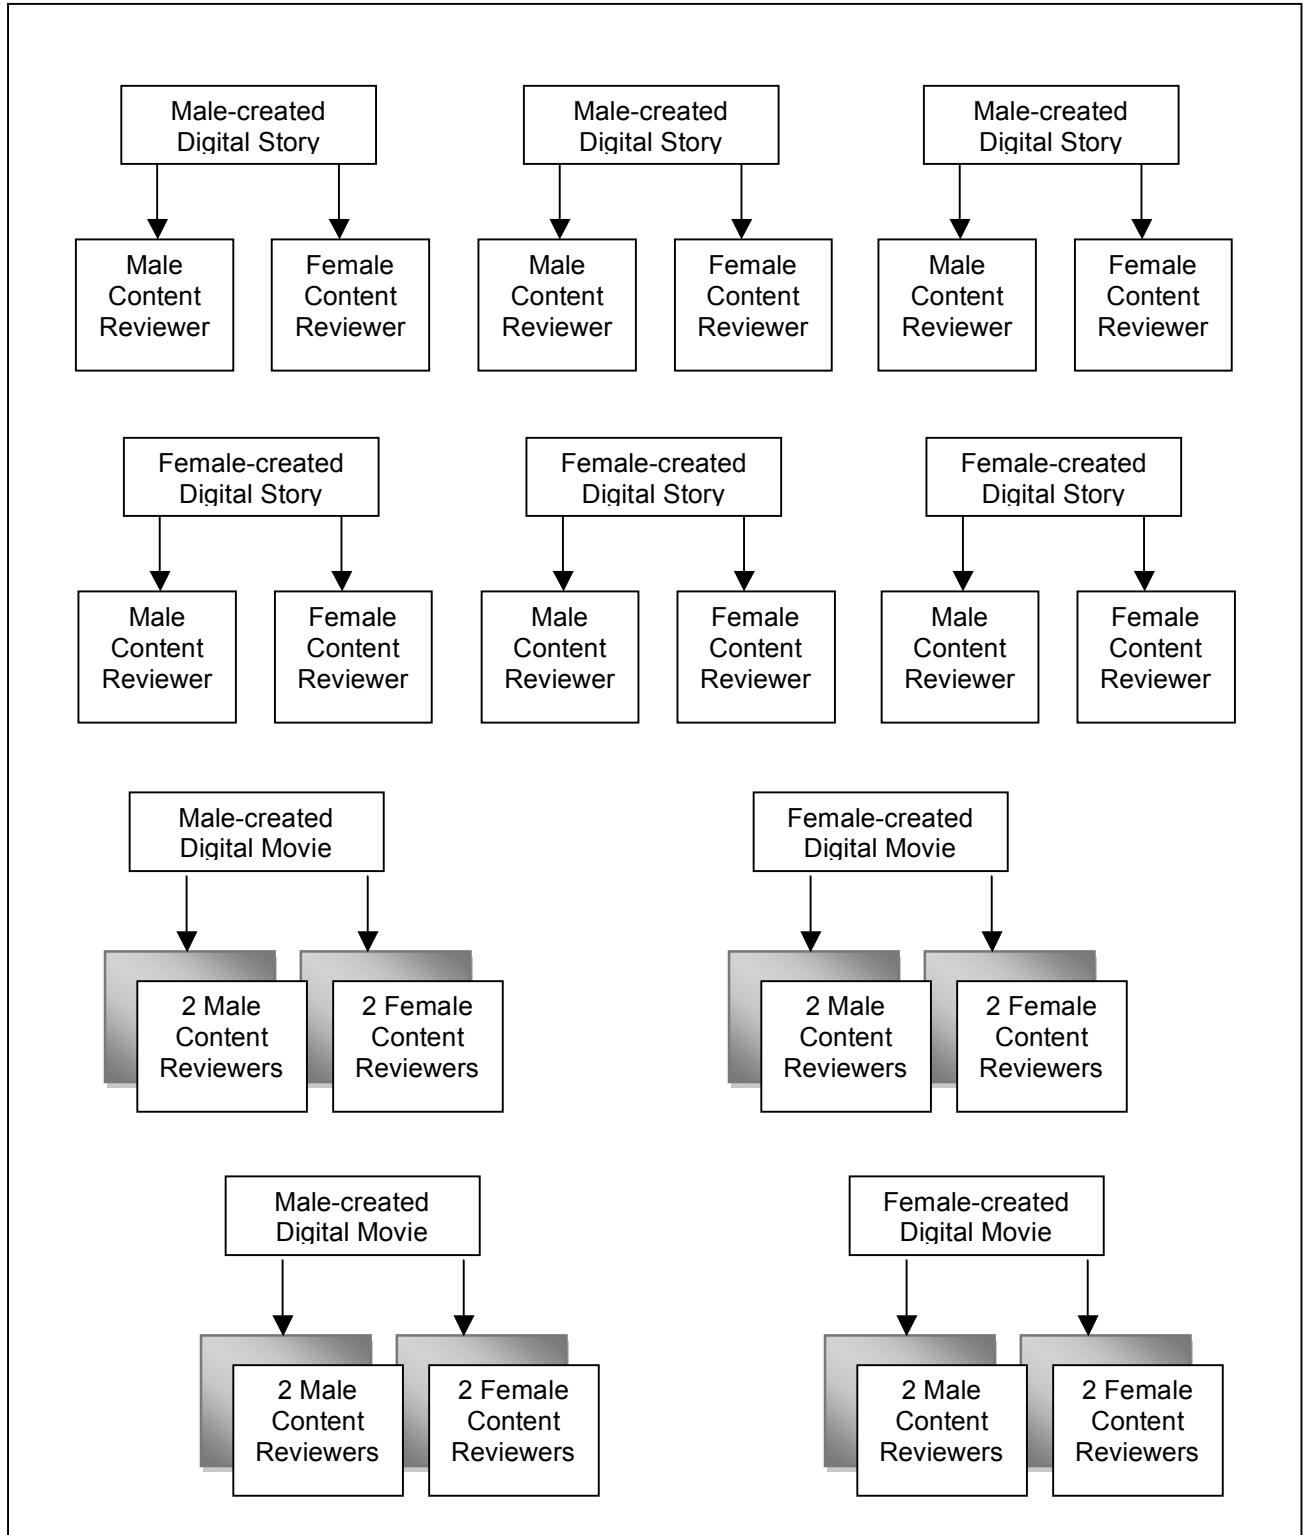 Male-created
Digital Story
Male-created
Digital Story
Male-created
Digital Story
Male
Content
Reviewer
Female
Content
Reviewer
Male
Content
Reviewer
Female
Content
Reviewer
Male
Content
Reviewer
Female
Content
Reviewer
Female-created
Digital Story
Female-created
Digital Story
Female-created
Digital Story
Male
Content
Reviewer
Female
Content
Reviewer
Male
Content
Reviewer
Female
Content
Reviewer
Male
Content
Reviewer
Female
Content
Reviewer
Male-created
Digital Movie
Female-created
Digital Movie
2 Male
Content
Reviewers
2 Female
Content
Reviewers
2 Male
Content
Reviewers
2 Female
Content
Reviewers
Male-created
Digital Movie
Female-created
Digital Movie
2 Male
Content
Reviewers
2 Female
Content
Reviewers
2 Male
Content
Reviewers
2 Female
Content
Reviewers